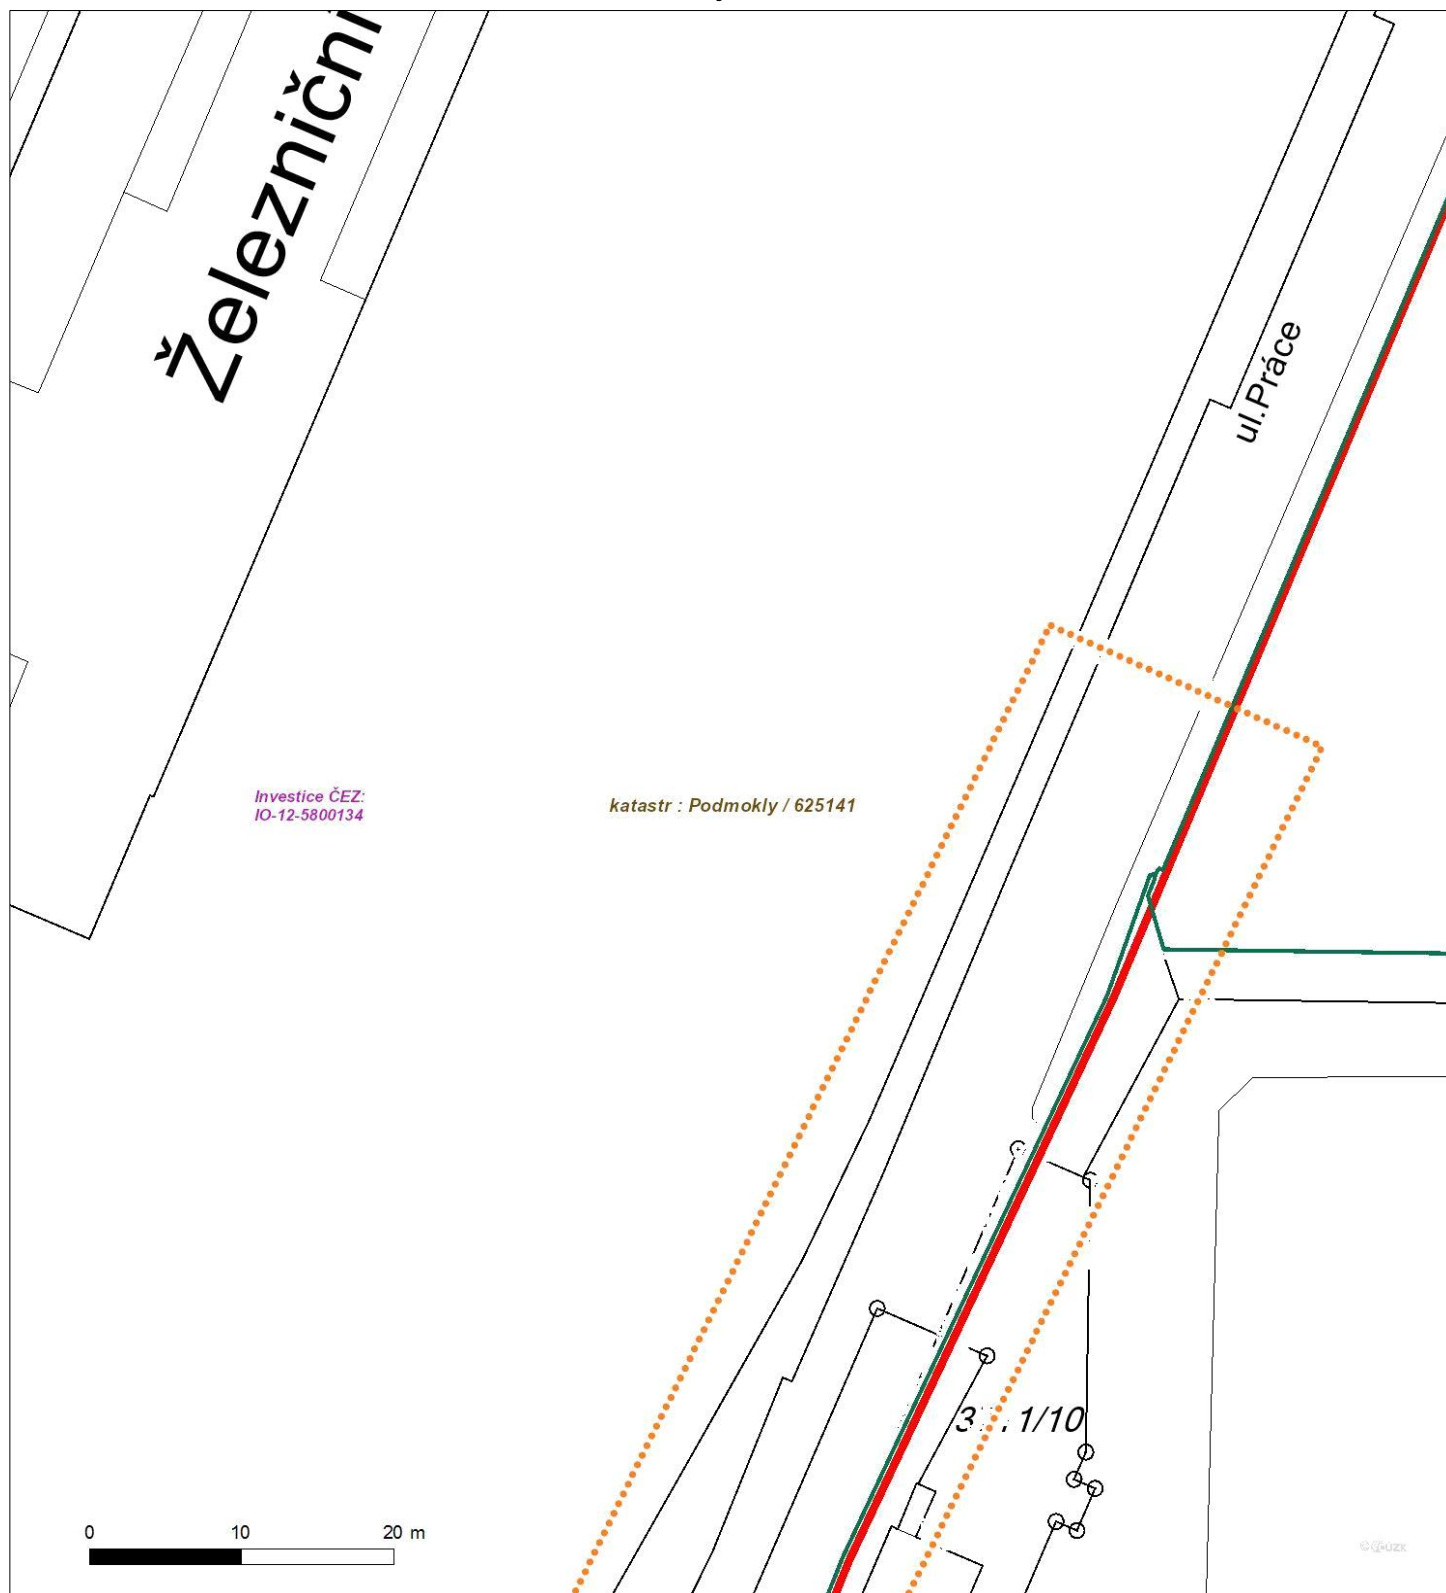 Železniční
ul.Práce
Investice ČEZ:
IO-12-5800134
katastr : Podmokly / 625141
1/10
0 10 20 m